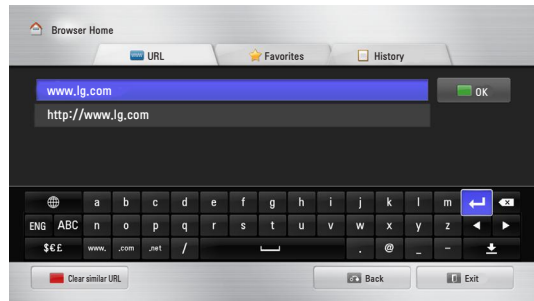 Browser Home
www URL
Favorites
History
www.lg.com
OK
http://www.lg.com
a b c d e f g h i j k l m
ENG ABC n o p q r s t u v w x y z
$€£ www. .com .net / . @ _ -
Clear similar URL
Back
Exit